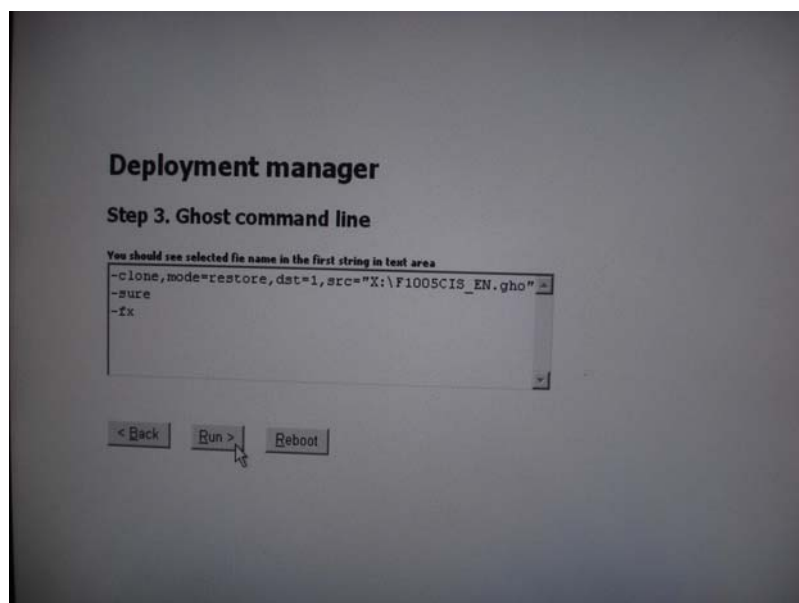 Deployment manager
Step 3. Ghost command line
You should see selected fie name in the first string in text area
-clone,mode=restore,dst=1,src="X:\F1005CIS_EN.gho"
-sure
-fx
< Back Run > Reboot